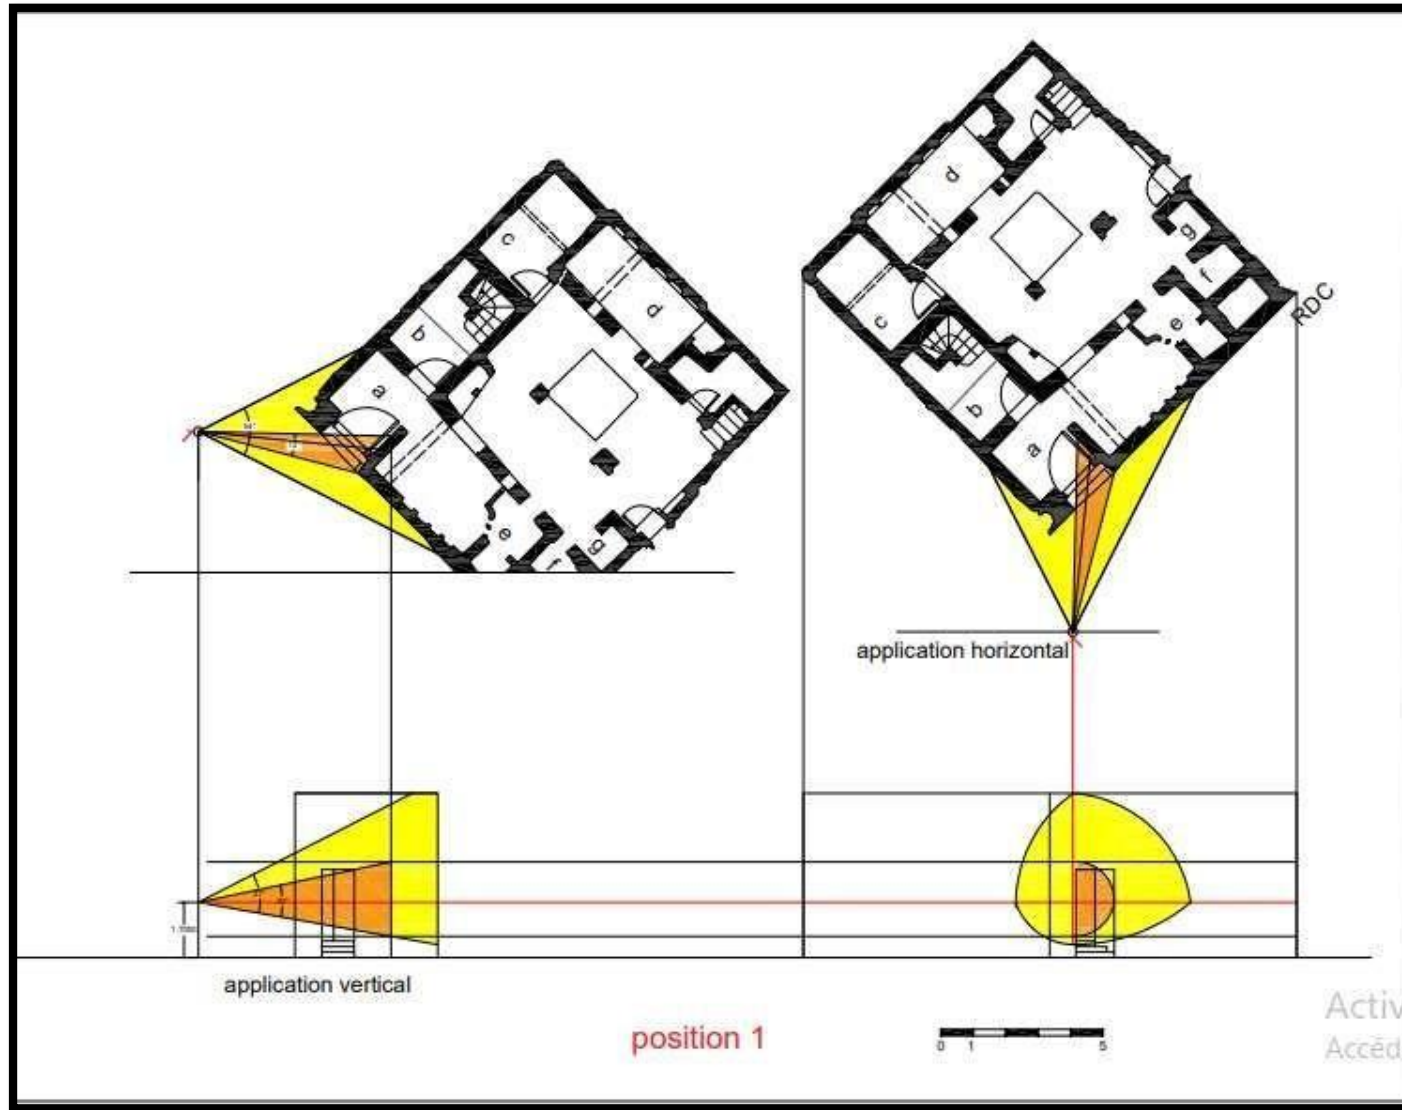 d
g
f
e
RDC
c
b
a
c
d
b
a
e
f
g
application horizontal
application vertical
position 1
0 1 5
Activ
Accéd